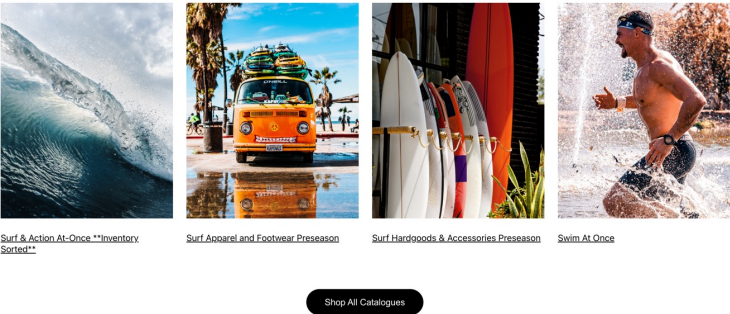 O'NEILL
Surf & Action At-Once **Inventory
Sorted**
Surf Apparel and Footwear Preseason
Surf Hardgoods & Accessories Preseason
Swim At Once
Shop All Catalogues